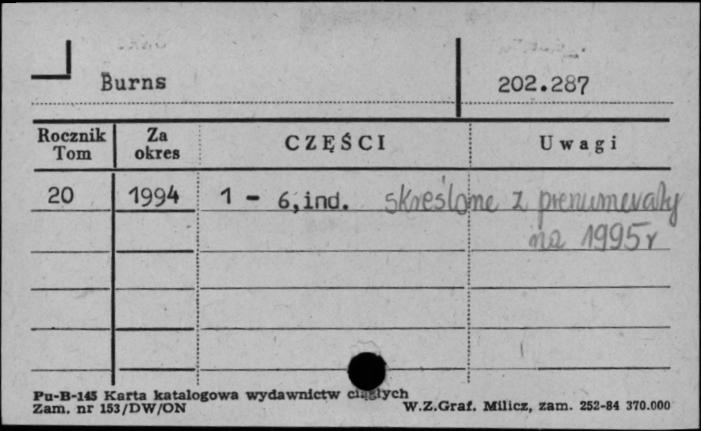 Burns 202.287
Rocznik Tom Za okres CZĘŚCI Uwagi
20 1994 1 - 6, ind. skreślone z prenumeraty
na 1995r
Pu-B-145 Karta katalogowa wydawnictw ciągłych
Zam. nr 153/DW/ON W.Z.Graf. Milicz, zam. 252-84 370.000